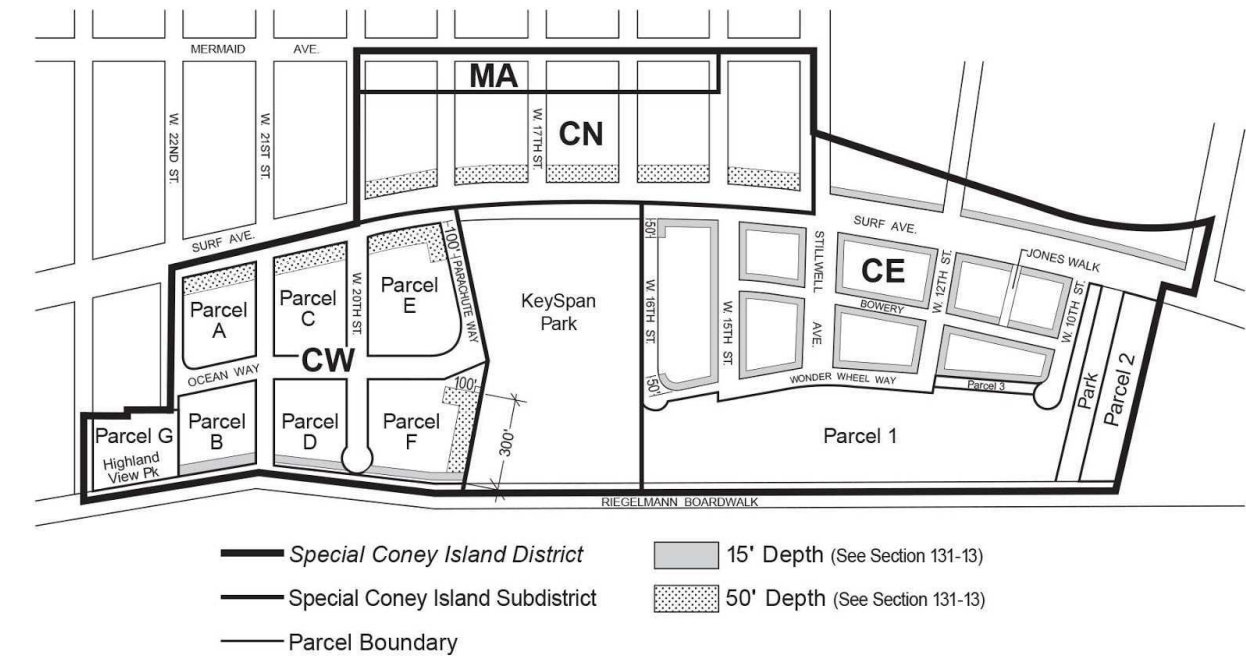 MERMAID AVE.
MA
CN
W. 17TH ST.
W. 22ND ST.
W. 21ST ST.
SURF AVE.
SURF AVE.
100'
PARACHUTE WAY
50'
W. 16TH ST.
50'
W. 15TH ST.
STILLWELL
AVE.
CE
W. 12TH ST.
BOWERY
JONES WALK
W. 10TH ST.
Parcel
A
Parcel
C
W. 20TH ST.
Parcel
E
KeySpan
Park
CW
OCEAN WAY
100'
WONDER WHEEL WAY
Parcel 3
Park
Parcel 2
Parcel G
Highland
View Pk
Parcel
B
Parcel
D
Parcel
F
300'
Parcel 1
RIEGELMANN BOARDWALK
Special Coney Island District
Special Coney Island Subdistrict
Parcel Boundary
15' Depth (See Section 131-13)
50' Depth (See Section 131-13)